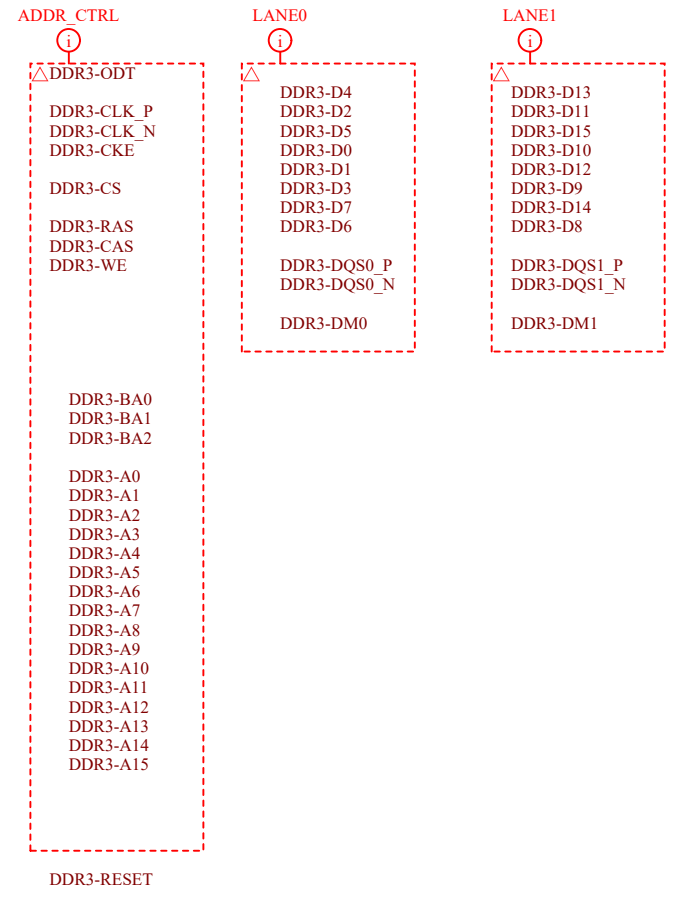 ADDR_CTRL
i
DDR3-ODT
DDR3-CLK_P
DDR3-CLK_N
DDR3-CKE
DDR3-CS
DDR3-RAS
DDR3-CAS
DDR3-WE
DDR3-BA0
DDR3-BA1
DDR3-BA2
DDR3-A0
DDR3-A1
DDR3-A2
DDR3-A3
DDR3-A4
DDR3-A5
DDR3-A6
DDR3-A7
DDR3-A8
DDR3-A9
DDR3-A10
DDR3-A11
DDR3-A12
DDR3-A13
DDR3-A14
DDR3-A15
DDR3-RESET
LANE0
i
DDR3-D4
DDR3-D2
DDR3-D5
DDR3-D0
DDR3-D1
DDR3-D3
DDR3-D7
DDR3-D6
DDR3-DQS0_P
DDR3-DQS0_N
DDR3-DM0
LANE1
i
DDR3-D13
DDR3-D11
DDR3-D15
DDR3-D10
DDR3-D12
DDR3-D9
DDR3-D14
DDR3-D8
DDR3-DQS1_P
DDR3-DQS1_N
DDR3-DM1